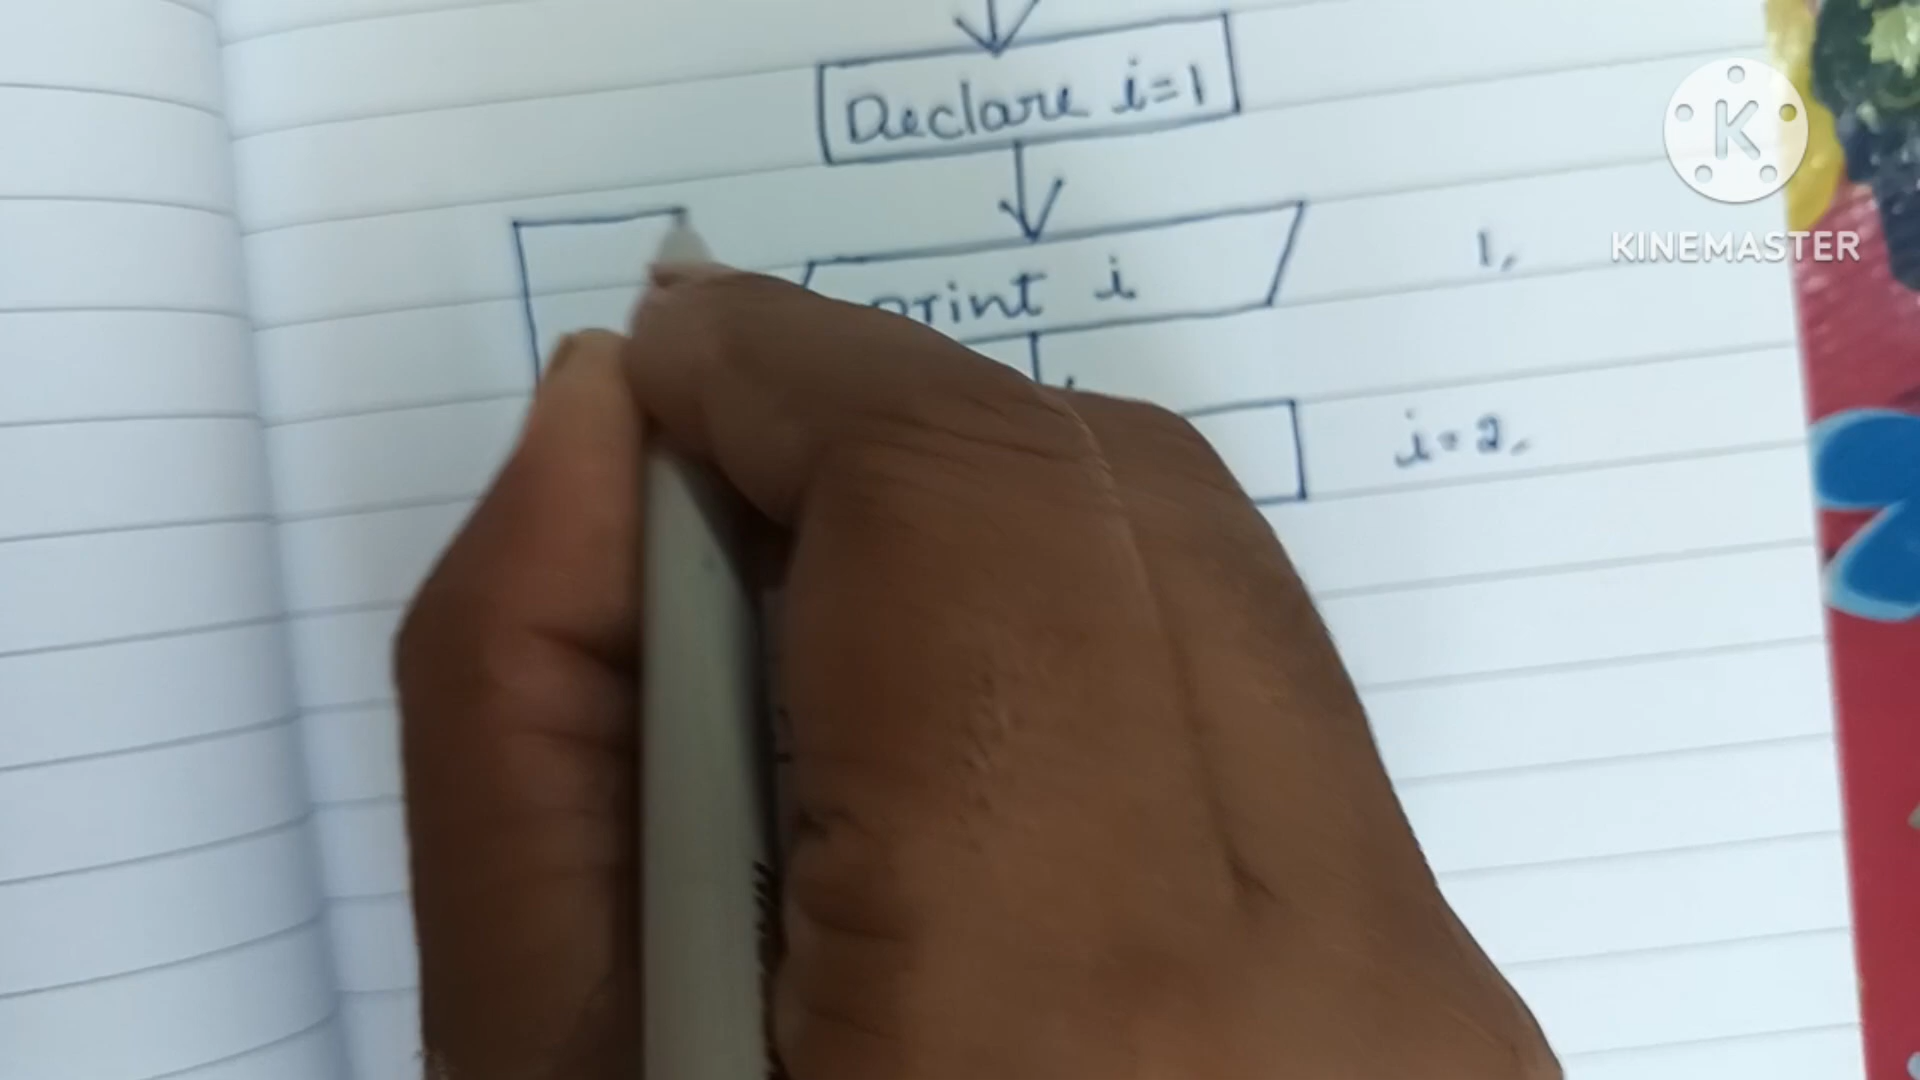 Declare i=1
print i
1,
i=2,
K
KINEMASTER